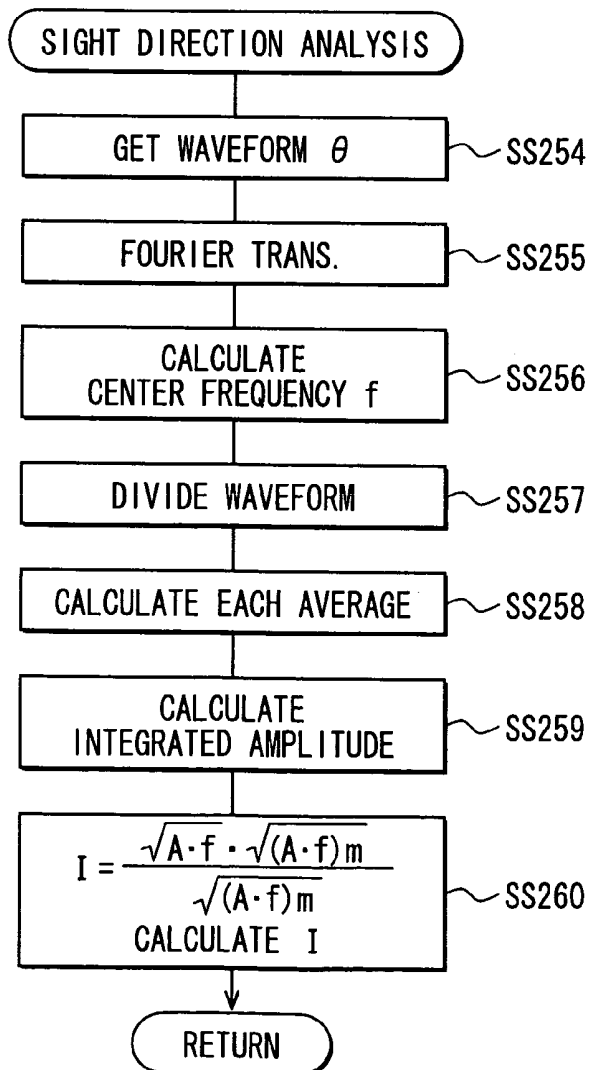 SIGHT DIRECTION ANALYSIS
GET WAVEFORM θ
SS254
FOURIER TRANS.
SS255
CALCULATE
CENTER FREQUENCY f
SS256
DIVIDE WAVEFORM
SS257
CALCULATE EACH AVERAGE
SS258
CALCULATE
INTEGRATED AMPLITUDE
SS259
I = √(A·f) · √((A·f)m) / √((A·f)m)
CALCULATE I
SS260
RETURN